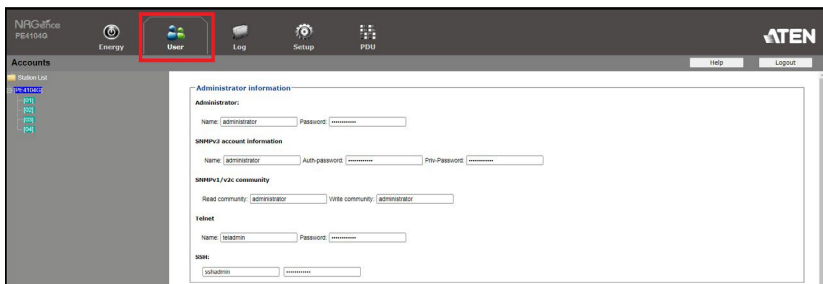 NRGence
PE4104G
Energy User Log Setup PDU
ATEN
Accounts Help Logout
Station List
[PE4104G]
[01]
[02]
[03]
[04]
Administrator information
Administrator:
Name: administrator Password: ••••••••••••
SNMPv3 account information
Name: administrator Auth-password: ••••••••••••• Priv-Password: ••••••••••••
SNMPv1/v2c community
Read community: administrator Write community: administrator
Telnet
Name: teladmin Password: ••••••••••••
SSH:
sshadmin ••••••••••••